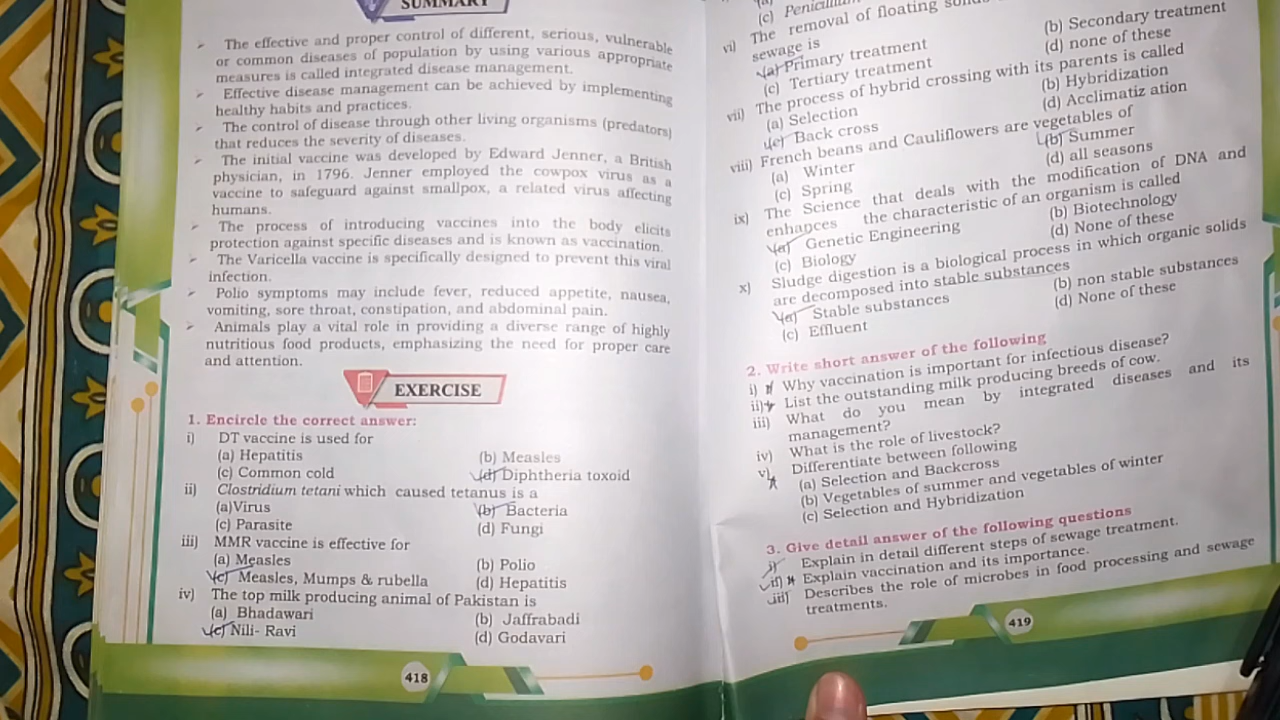 SUMMARY
The effective and proper control of different, serious, vulnerable
or common diseases of population by using various appropriate
measures is called integrated disease management.
Effective disease management can be achieved by implementing
healthy habits and practices.
The control of disease through other living organisms (predators)
that reduces the severity of diseases.
The initial vaccine was developed by Edward Jenner, a British
physician, in 1796. Jenner employed the cowpox virus as a
vaccine to safeguard against smallpox, a related virus affecting
humans.
The process of introducing vaccines into the body elicits
protection against specific diseases and is known as vaccination.
The Varicella vaccine is specifically designed to prevent this viral
infection.
Polio symptoms may include fever, reduced appetite, nausea,
vomiting, sore throat, constipation, and abdominal pain.
Animals play a vital role in providing a diverse range of highly
nutritious food products, emphasizing the need for proper care
and attention.
EXERCISE
1. Encircle the correct answer:
i) DT vaccine is used for
(a) Hepatitis (b) Measles
(c) Common cold (d) Diphtheria toxoid
ii) Clostridium tetani which caused tetanus is a
(a)Virus (b) Bacteria
(c) Parasite (d) Fungi
iii) MMR vaccine is effective for
(a) Measles (b) Polio
(c) Measles, Mumps & rubella (d) Hepatitis
iv) The top milk producing animal of Pakistan is
(a) Bhadawari (b) Jaffrabadi
(c) Nili- Ravi (d) Godavari
418
(c)
vi) The removal of floating
sewage is
(a) Primary treatment (b) Secondary treatment
(c) Tertiary treatment (d) none of these
vii) The process of hybrid crossing with its parents is called
(a) Selection (b) Hybridization
(c) Back cross (d) Acclimatiz ation
viii) French beans and Cauliflowers are vegetables of
(a) Winter (b) Summer
(c) Spring (d) all seasons
ix) The Science that deals with the modification of DNA and
enhances the characteristic of an organism is called
(a) Genetic Engineering (b) Biotechnology
(c) Biology (d) None of these
x) Sludge digestion is a biological process in which organic solids
are decomposed into stable substances
(a) Stable substances (b) non stable substances
(c) Effluent (d) None of these
2. Write short answer of the following
i) Why vaccination is important for infectious disease?
ii) List the outstanding milk producing breeds of cow.
iii) What do you mean by integrated diseases and its
management?
iv) What is the role of livestock?
v) Differentiate between following
(a) Selection and Backcross
(b) Vegetables of summer and vegetables of winter
(c) Selection and Hybridization
3. Give detail answer of the following questions
i) Explain in detail different steps of sewage treatment.
ii) Explain vaccination and its importance.
iii) Describes the role of microbes in food processing and sewage
treatments.
419